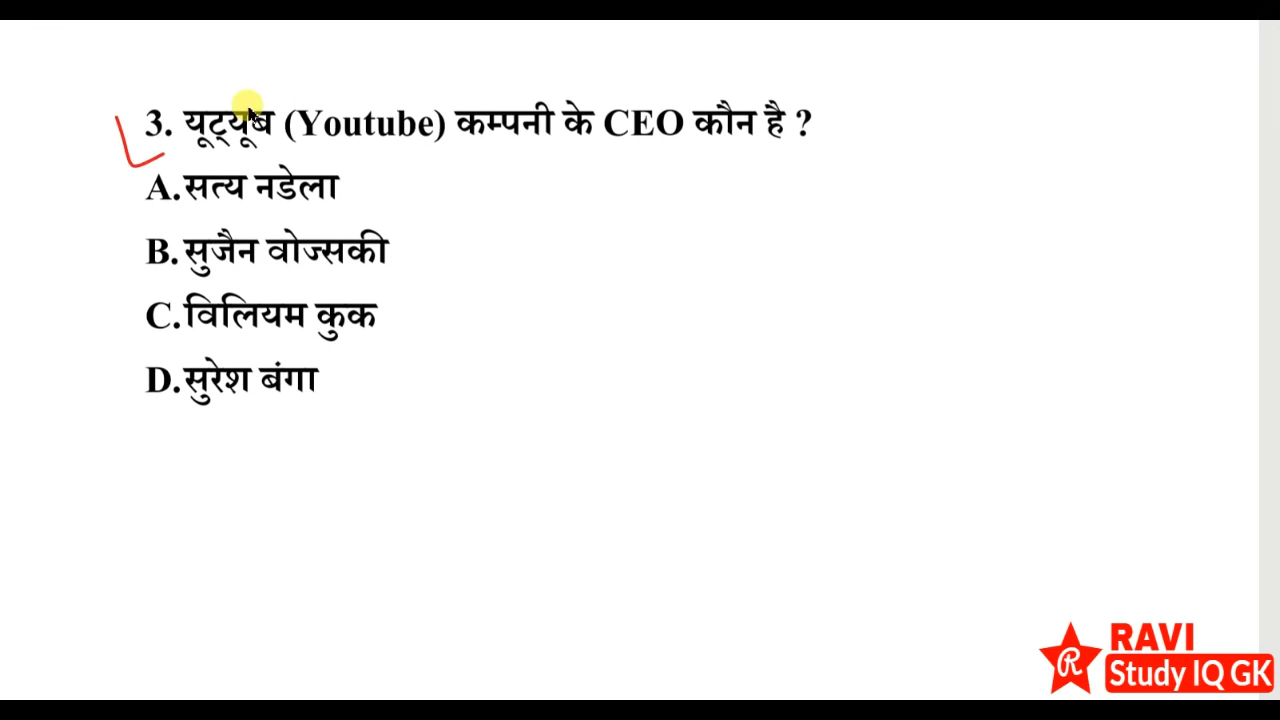 3. यूट्यूब (Youtube) कम्पनी के CEO कौन है ?
A.सत्य नडेला
B.सुजैन वोज्सकी
C.विलियम कुक
D.सुरेश बंगा
R
RAVI
Study IQ GK